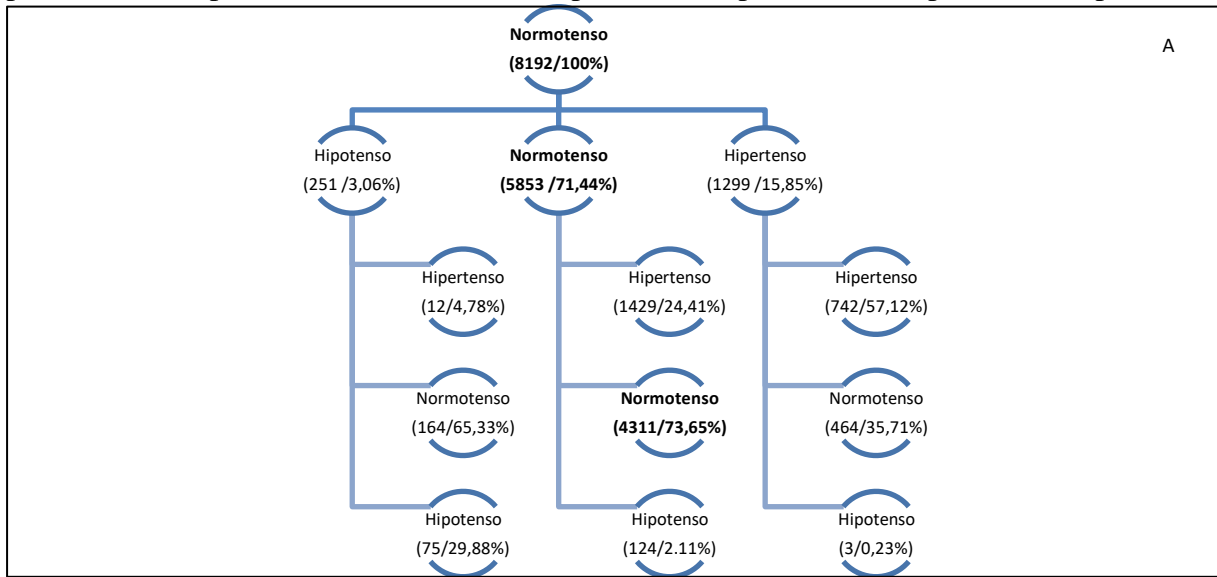 Normotenso
(8192/100%)
A
Hipotenso
(251 /3,06%)
Normotenso
(5853 /71,44%)
Hipertenso
(1299 /15,85%)
Hipertenso
(12/4,78%)
Hipertenso
(1429/24,41%)
Hipertenso
(742/57,12%)
Normotenso
(164/65,33%)
Normotenso
(4311/73,65%)
Normotenso
(464/35,71%)
Hipotenso
(75/29,88%)
Hipotenso
(124/2.11%)
Hipotenso
(3/0,23%)